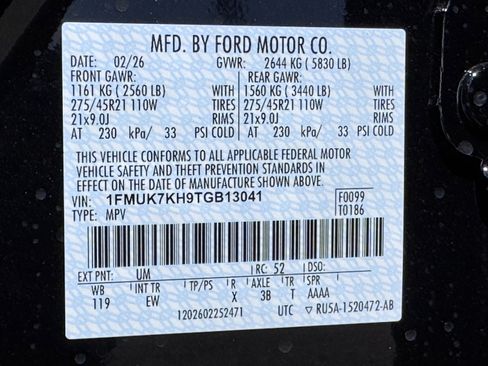 MFD. BY FORD MOTOR CO.
DATE: 02/26 GVWR: 2644 KG ( 5830 LB)
FRONT GAWR: REAR GAWR:
1161 KG ( 2560 LB) WITH 1560 KG ( 3440 LB) WITH
275/45R21 110W TIRES 275/45R21 110W TIRES
21x9.0J RIMS 21x9.0J RIMS
AT 230 kPa/ 33 PSI COLD AT 230 kPa/ 33 PSI COLD
THIS VEHICLE CONFORMS TO ALL APPLICABLE FEDERAL MOTOR
VEHICLE SAFETY AND THEFT PREVENTION STANDARDS IN
EFFECT ON THE DATE OF MANUFACTURE SHOWN ABOVE.
VIN: 1FMUK7KH9TGB13041 F0099
TYPE: MPV T0186
EXT PNT: UM RC: 52 DSO:
WB INT TR TP/PS R AXLE TR SPR
119 EW X 3B T AAAA
1202602252471 UTC ▽ RU5A-1520472-AB